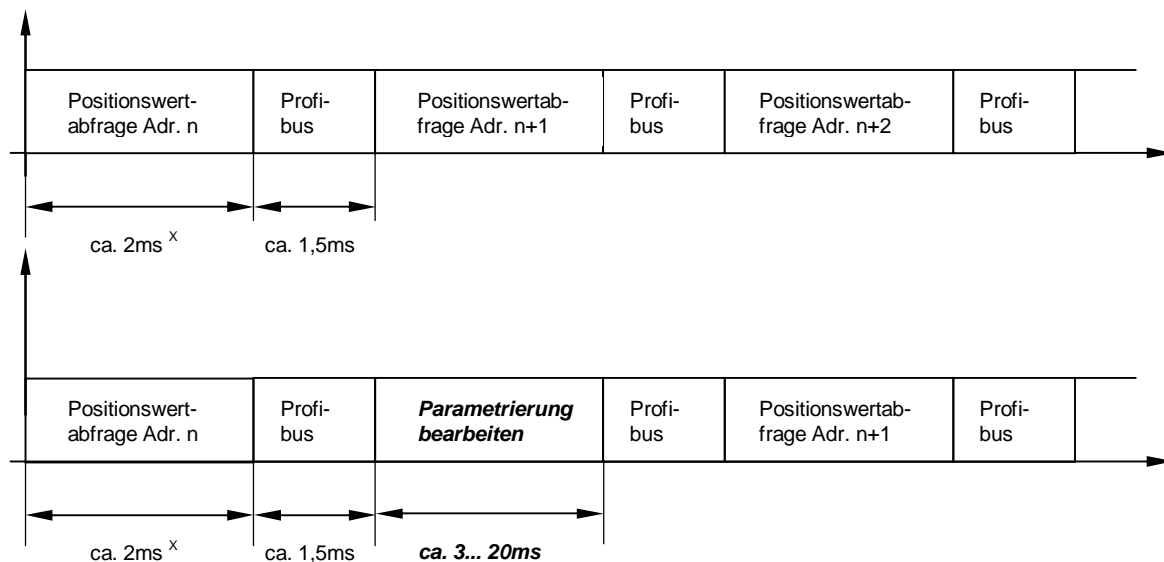 Positionswert-
abfrage Adr. n
Profi-
bus
Positionswertab-
frage Adr. n+1
Profi-
bus
Positionswertab-
frage Adr. n+2
Profi-
bus
ca. 2ms X
ca. 1,5ms
Positionswert-
abfrage Adr. n
Profi-
bus
Parametrierung
bearbeiten
Profi-
bus
Positionswertab-
frage Adr. n+1
Profi-
bus
ca. 2ms X
ca. 1,5ms
ca. 3... 20ms